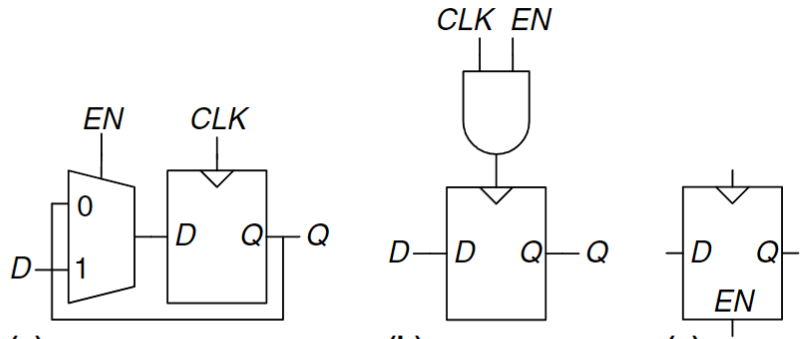 CLK EN
EN CLK
0
D Q Q
D 1
D D Q Q
D Q
EN